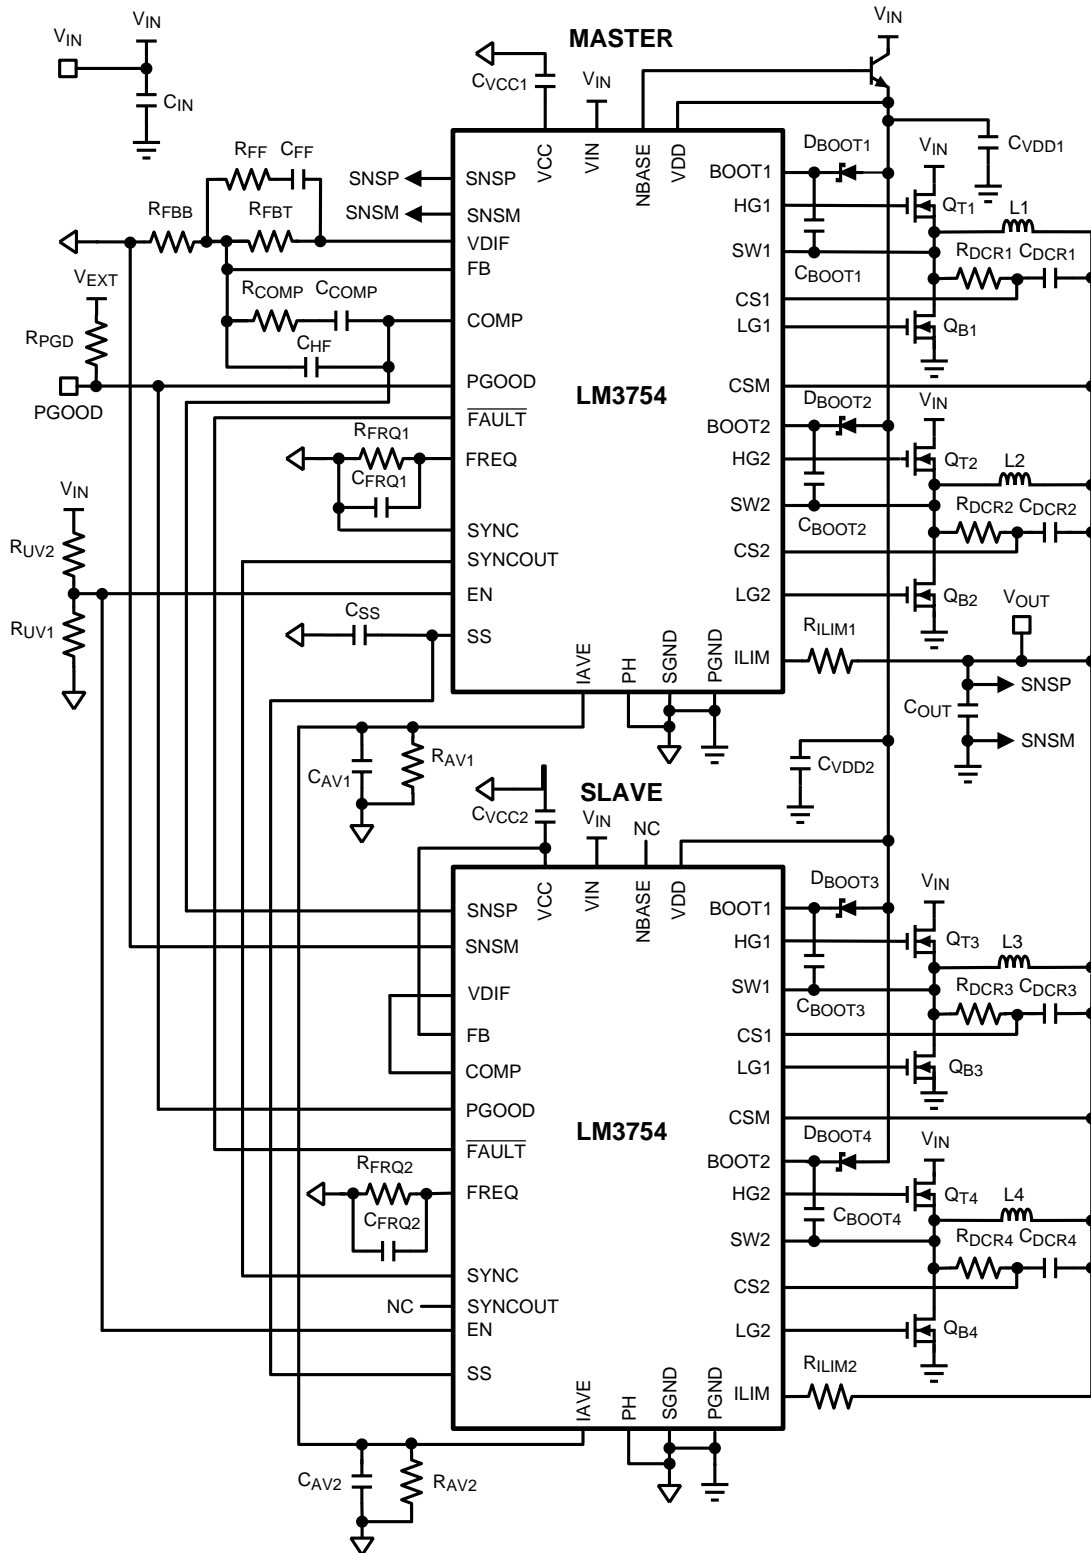 VIN
VIN
VIN
CIN
MASTER
CVCC1
VIN
VCC
VIN
NBASE
VDD
CVDD1
RFF
CFF
SNSP
SNSP
DBOOT1
BOOT1
VIN
SNSM
SNSM
HG1
QT1
RFBB
RFBT
VDIF
L1
FB
SW1
CBOOT1
RDCR1
CDCR1
VEXT
RCOMP
CCOMP
CS1
RPGD
COMP
LG1
QB1
CHF
PGOOD
PGOOD
LM3754
CSM
FAULT
DBOOT2
BOOT2
VIN
RFRQ1
FREQ
HG2
QT2
L2
CFRQ1
VIN
SW2
CBOOT2
RDCR2
CDCR2
SYNC
RUV2
SYNCOUT
CS2
EN
LG2
QB2
VOUT
RUV1
CSS
SS
RILIM1
ILIM
IAVE
PH
SGND
PGND
SNSP
COUT
SNSM
CAV1
RAV1
CVDD2
SLAVE
CVCC2
VIN
NC
VCC
VIN
NBASE
VDD
DBOOT3
VIN
SNSP
BOOT1
SNSM
HG1
QT3
L3
VDIF
SW1
CBOOT3
RDCR3
CDCR3
FB
CS1
COMP
LG1
QB3
PGOOD
LM3754
CSM
FAULT
DBOOT4
BOOT2
VIN
RFRQ2
FREQ
HG2
QT4
L4
CFRQ2
CBOOT4
SW2
RDCR4
CDCR4
SYNC
CS2
NC
SYNCOUT
EN
LG2
QB4
SS
RILIM2
ILIM
IAVE
PH
SGND
PGND
CAV2
RAV2